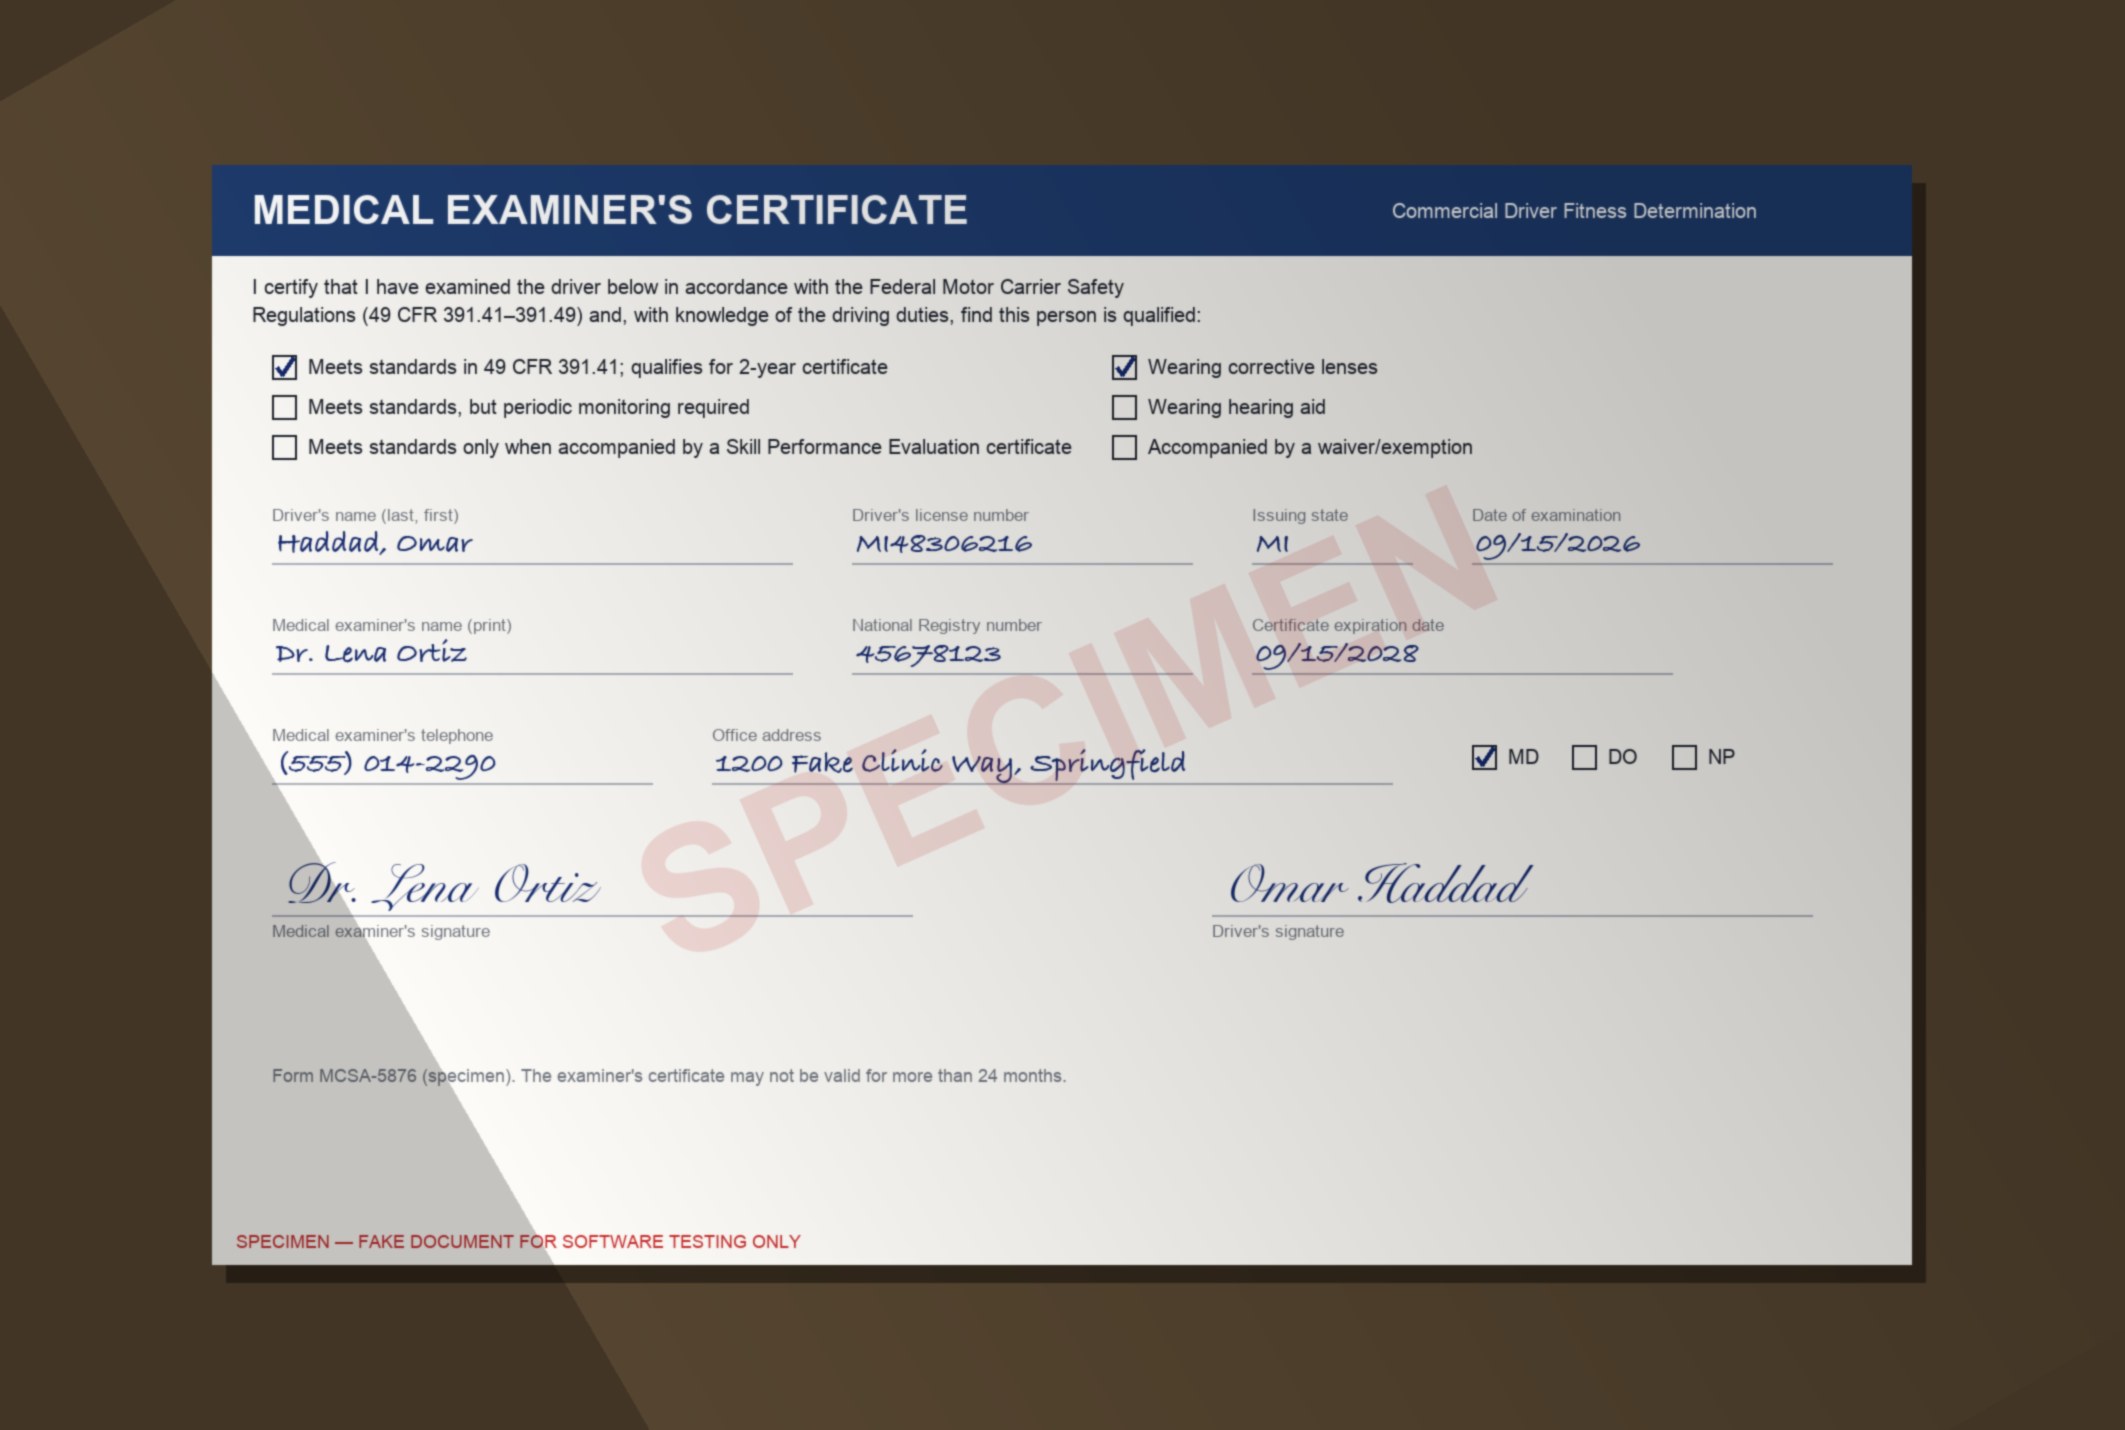 MEDICAL EXAMINER'S CERTIFICATE
Commercial Driver Fitness Determination
I certify that I have examined the driver below in accordance with the Federal Motor Carrier Safety
Regulations (49 CFR 391.41–391.49) and, with knowledge of the driving duties, find this person is qualified:
Meets standards in 49 CFR 391.41; qualifies for 2-year certificate
Wearing corrective lenses
Meets standards, but periodic monitoring required
Wearing hearing aid
Meets standards only when accompanied by a Skill Performance Evaluation certificate
Accompanied by a waiver/exemption
Driver's name (last, first)
Haddad, Omar
Driver's license number
MI48306216
Issuing state
MI
Date of examination
09/15/2026
Medical examiner's name (print)
Dr. Lena Ortiz
National Registry number
45678123
Certificate expiration date
09/15/2028
Medical examiner's telephone
(555) 014-2290
Office address
1200 Fake Clinic Way, Springfield
MD DO NP
SPECIMEN
Dr. Lena Ortiz
Medical examiner's signature
Omar Haddad
Driver's signature
Form MCSA-5876 (specimen). The examiner's certificate may not be valid for more than 24 months.
SPECIMEN — FAKE DOCUMENT FOR SOFTWARE TESTING ONLY